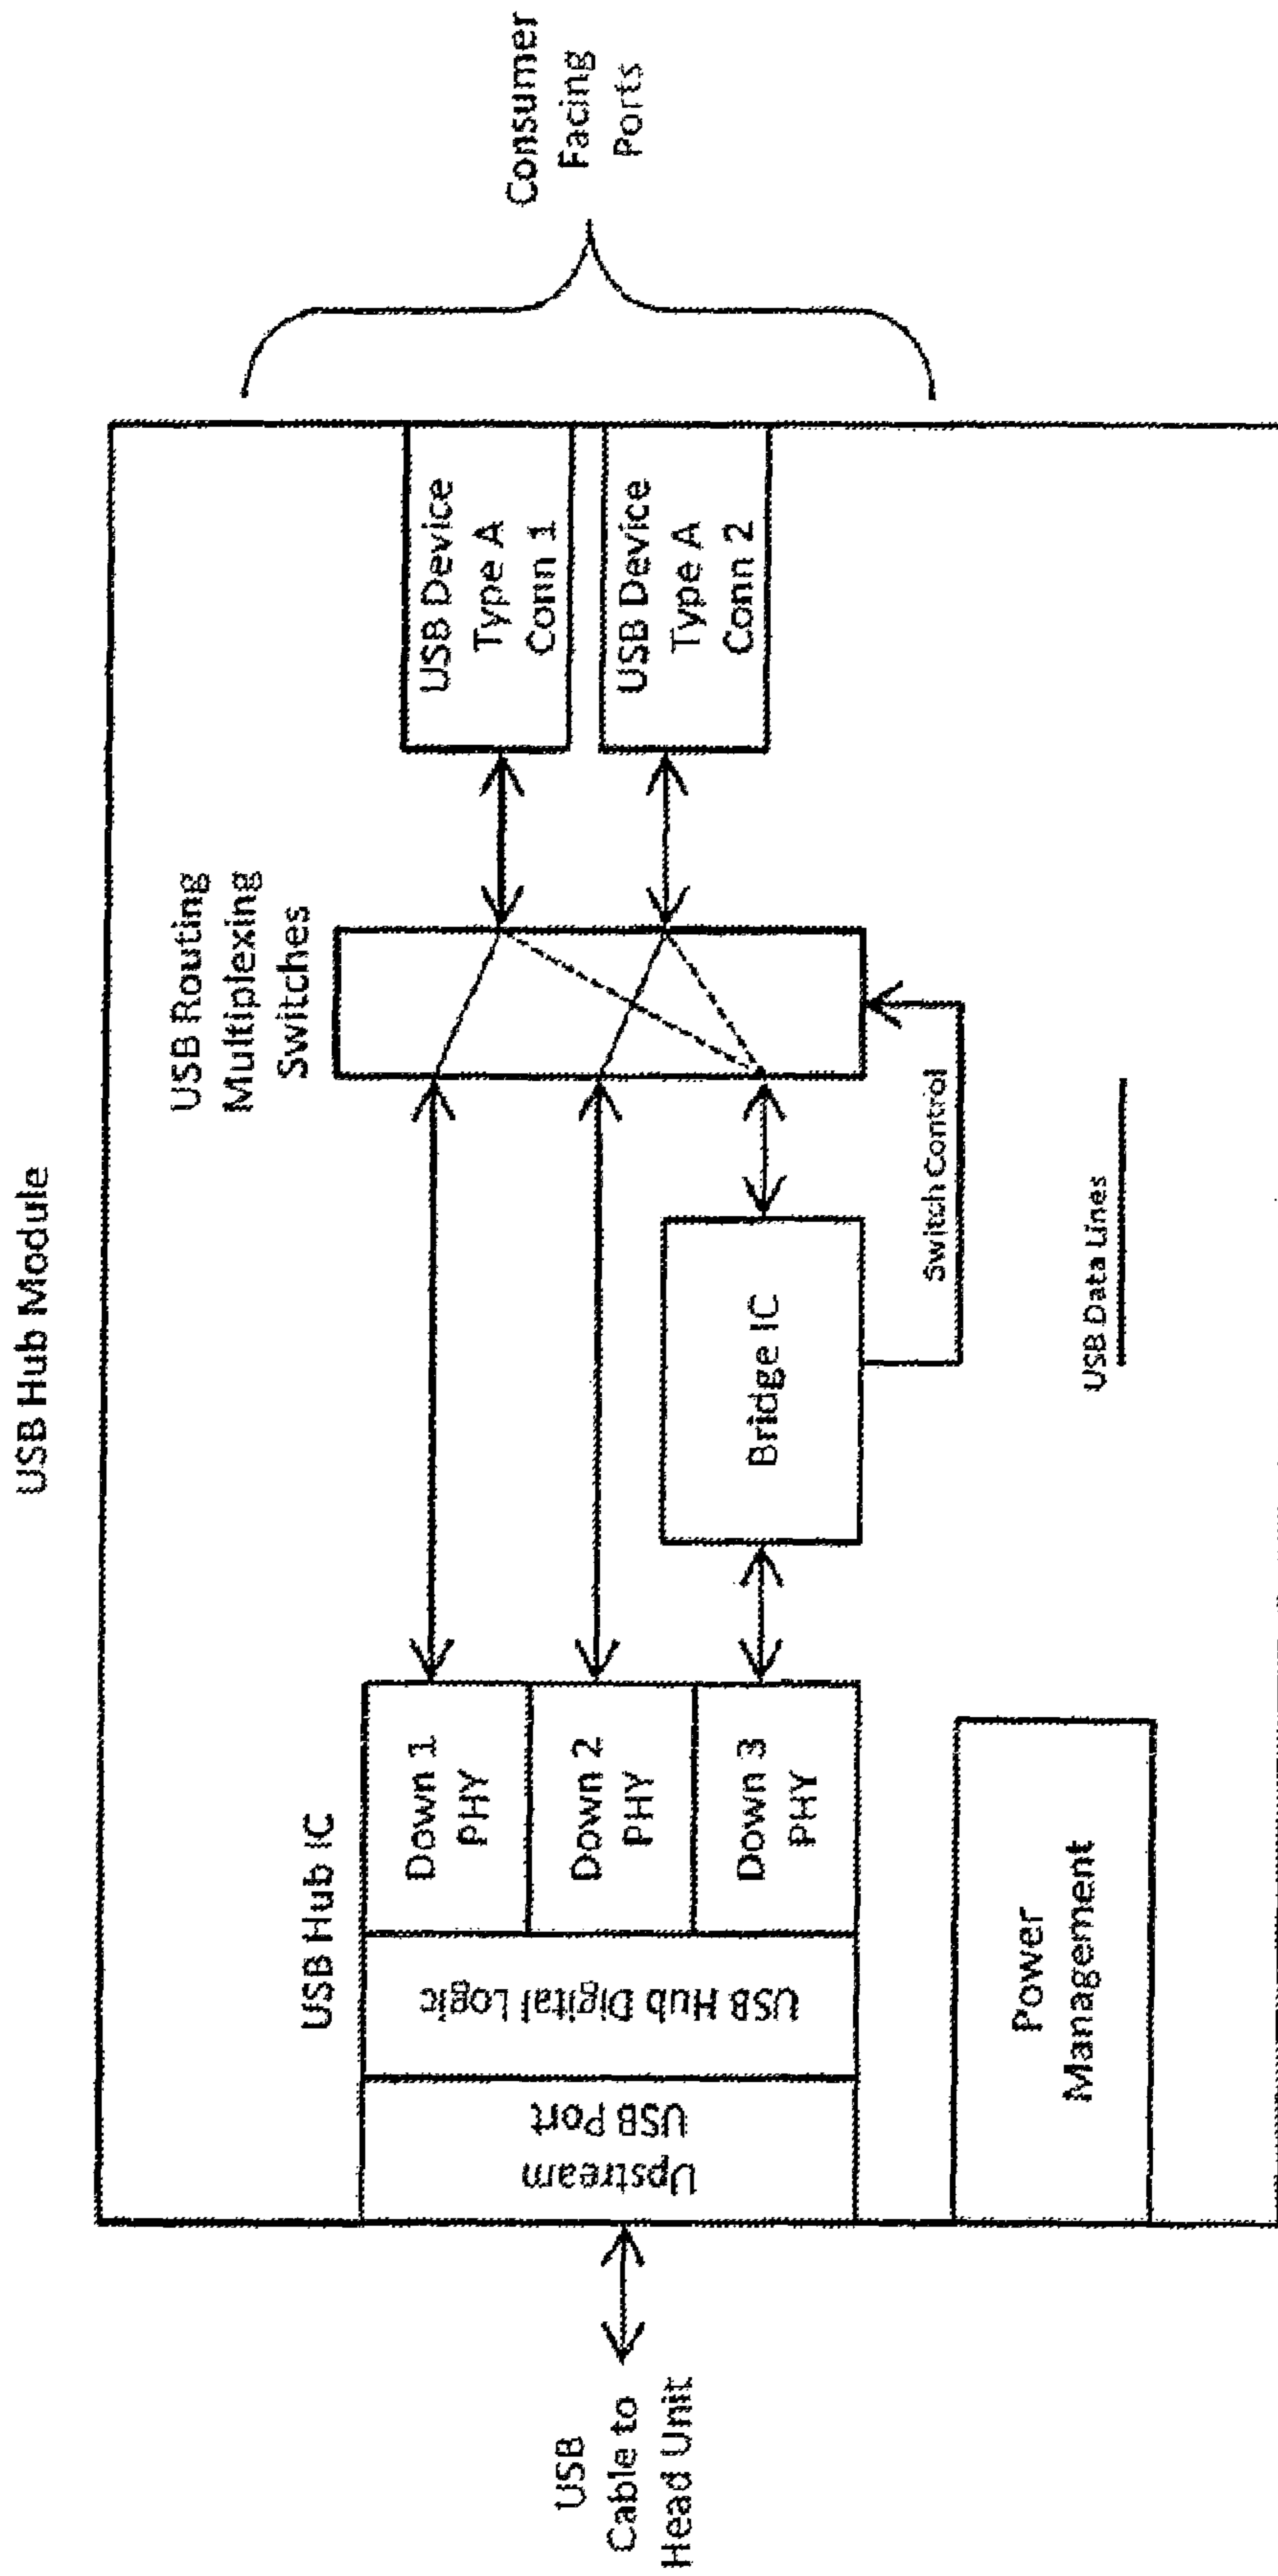 USB Hub Module
USB Hub IC
USB Routing
Multiplexing
Switches
Consumer
Facing
Ports
USB
Cable to
Head Unit
Upstream
USB Port
USB Hub Digital Logic
Down 1
PHY
Down 2
PHY
Down 3
PHY
Bridge IC
Switch Control
USB Device
Type A
Conn 1
USB Device
Type A
Conn 2
Power
Management
USB Data Lines